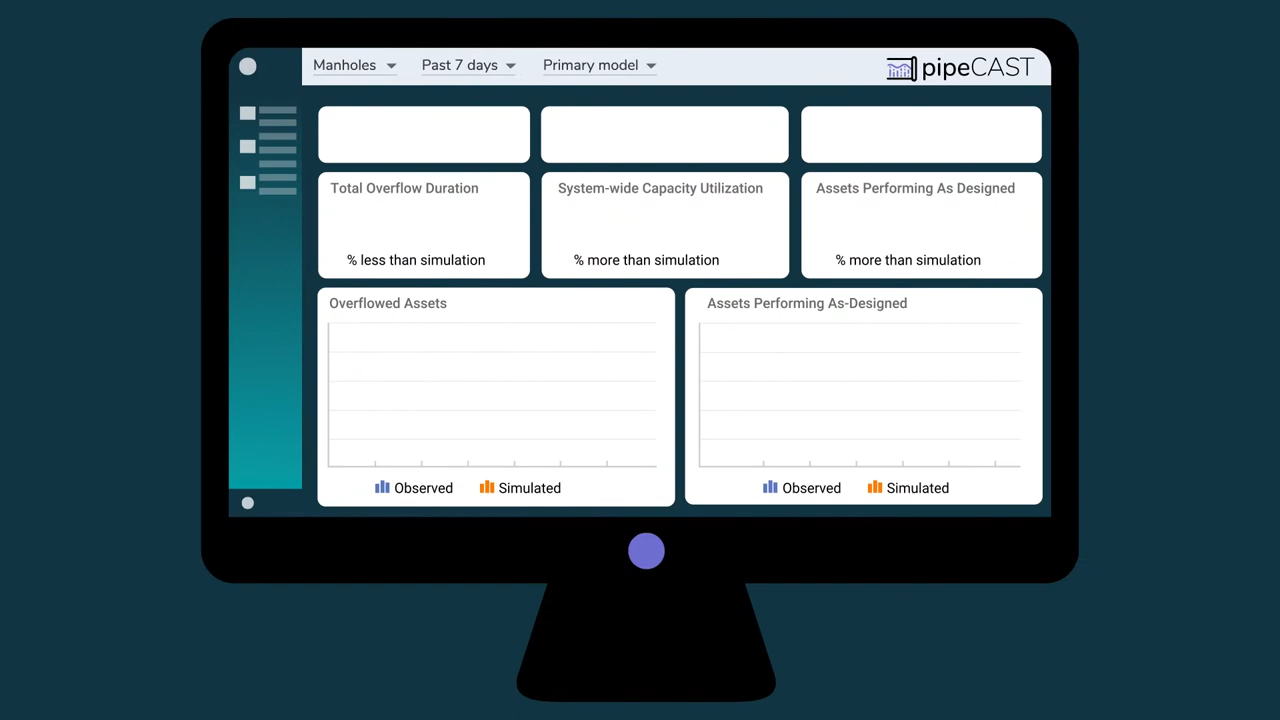 Manholes
Past 7 days
Primary model
pipeCAST
Total Overflow Duration
% less than simulation
System-wide Capacity Utilization
% more than simulation
Assets Performing As Designed
% more than simulation
Overflowed Assets
Observed
Simulated
Assets Performing As-Designed
Observed
Simulated